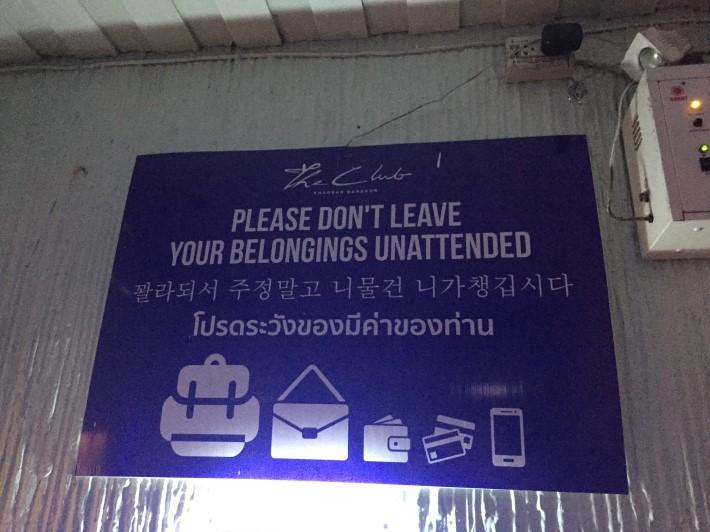 The Club
KHAOSAN BANGKOK
PLEASE DON'T LEAVE
YOUR BELONGINGS UNATTENDED
꽐라되서 주정말고 니물건 니가챙깁시다
โปรดระวังของมีค่าของท่าน